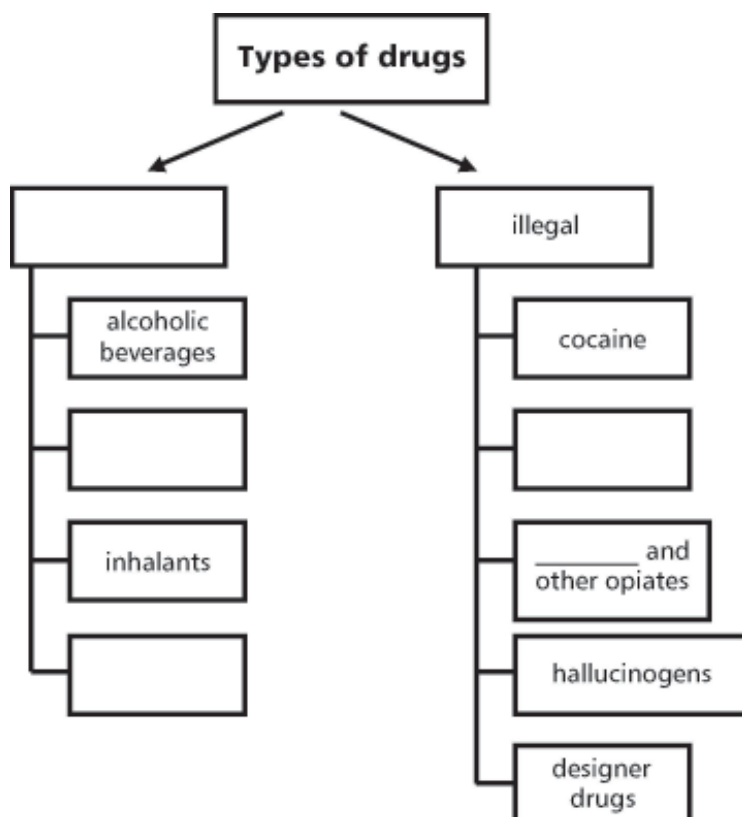 Types of drugs
illegal
alcoholic
beverages
cocaine
inhalants
________ and
other opiates
hallucinogens
designer
drugs